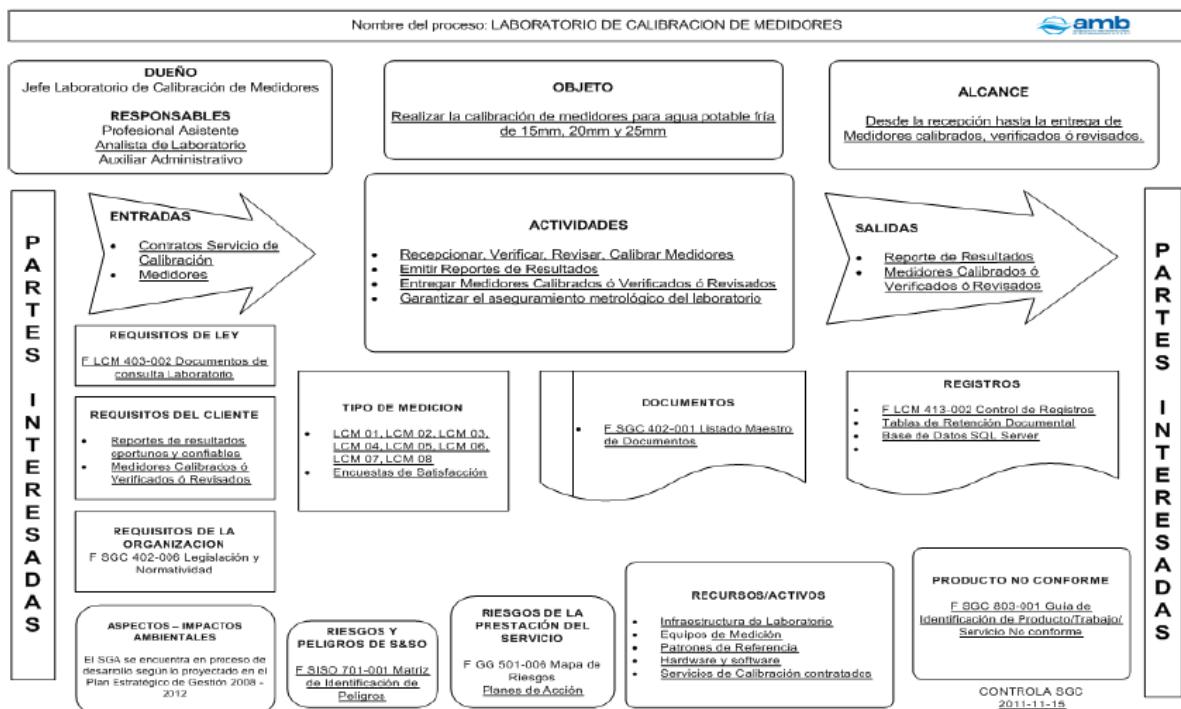 Nombre del proceso: LABORATORIO DE CALIBRACION DE MEDIDORES
amb
DUEÑO
Jefe Laboratorio de Calibración de Medidores
RESPONSABLES
Profesional Asistente
Analista de Laboratorio
Auxiliar Administrativo
OBJETO
Realizar la calibración de medidores para agua potable fría
de 15mm, 20mm y 25mm
ALCANCE
Desde la recepción hasta la entrega de
Medidores calibrados, verificados ó revisados.
PARTES INTERESADAS
ENTRADAS
• Contratos Servicio de
Calibración
• Medidores
ACTIVIDADES
• Recepcionar, Verificar, Revisar, Calibrar Medidores
• Emitir Reportes de Resultados
• Entregar Medidores Calibrados ó Verificados ó Revisados
• Garantizar el aseguramiento metrológico del laboratorio
SALIDAS
• Reporte de Resultados
• Medidores Calibrados ó
Verificados ó Revisados
PARTES INTERESADAS
REQUISITOS DE LEY
F LCM 403-002 Documentos de
consulta Laboratorio
REQUISITOS DEL CLIENTE
• Reportes de resultados
oportunos y confiables
• Medidores Calibrados ó
Verificados ó Revisados
REQUISITOS DE LA
ORGANIZACION
F SGC 402-006 Legislación y
Normatividad
TIPO DE MEDICION
• LCM 01, LCM 02, LCM 03,
LCM 04, LCM 05, LCM 06,
LCM 07, LCM 08
• Encuestas de Satisfacción
DOCUMENTOS
• F SGC 402-001 Listado Maestro
de Documentos
REGISTROS
• F LCM 413-002 Control de Registros
• Tablas de Retención Documental
• Base de Datos SQL Server
•
ASPECTOS – IMPACTOS
AMBIENTALES
El SGA se encuentra en proceso de
desarrollo según lo proyectado en el
Plan Estratégico de Gestión 2008 -
2012
RIESGOS Y
PELIGROS DE S&SO
F SISO 701-001 Matriz
de Identificación de
Peligros
RIESGOS DE LA
PRESTACIÓN DEL
SERVICIO
F GG 501-006 Mapa de
Riesgos
Planes de Acción
RECURSOS/ACTIVOS
• Infraestructura de Laboratorio
• Equipos de Medición
• Patrones de Referencia
• Hardware y software
• Servicios de Calibración contratados
PRODUCTO NO CONFORME
F SGC 803-001 Guía de
Identificación de Producto/Trabajo/
Servicio No conforme
CONTROLA SGC
2011-11-15